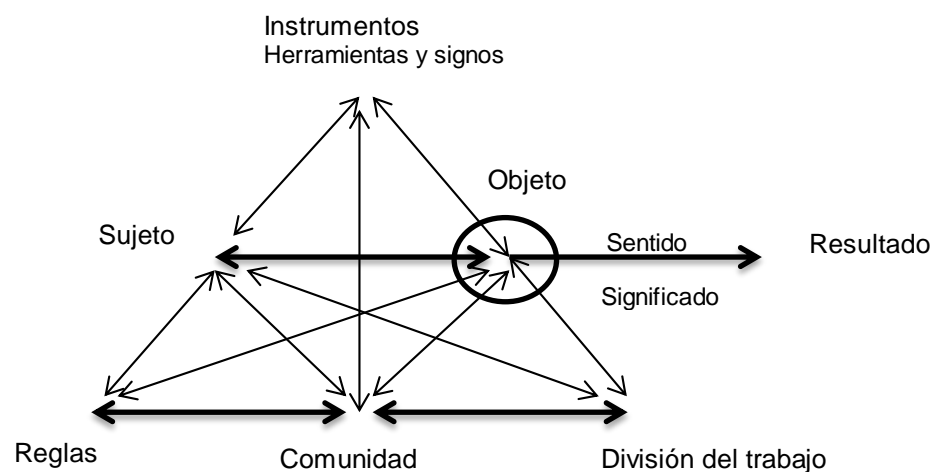 Instrumentos
Herramientas y signos
Objeto
Sujeto
Sentido
Resultado
Significado
Reglas
Comunidad
División del trabajo